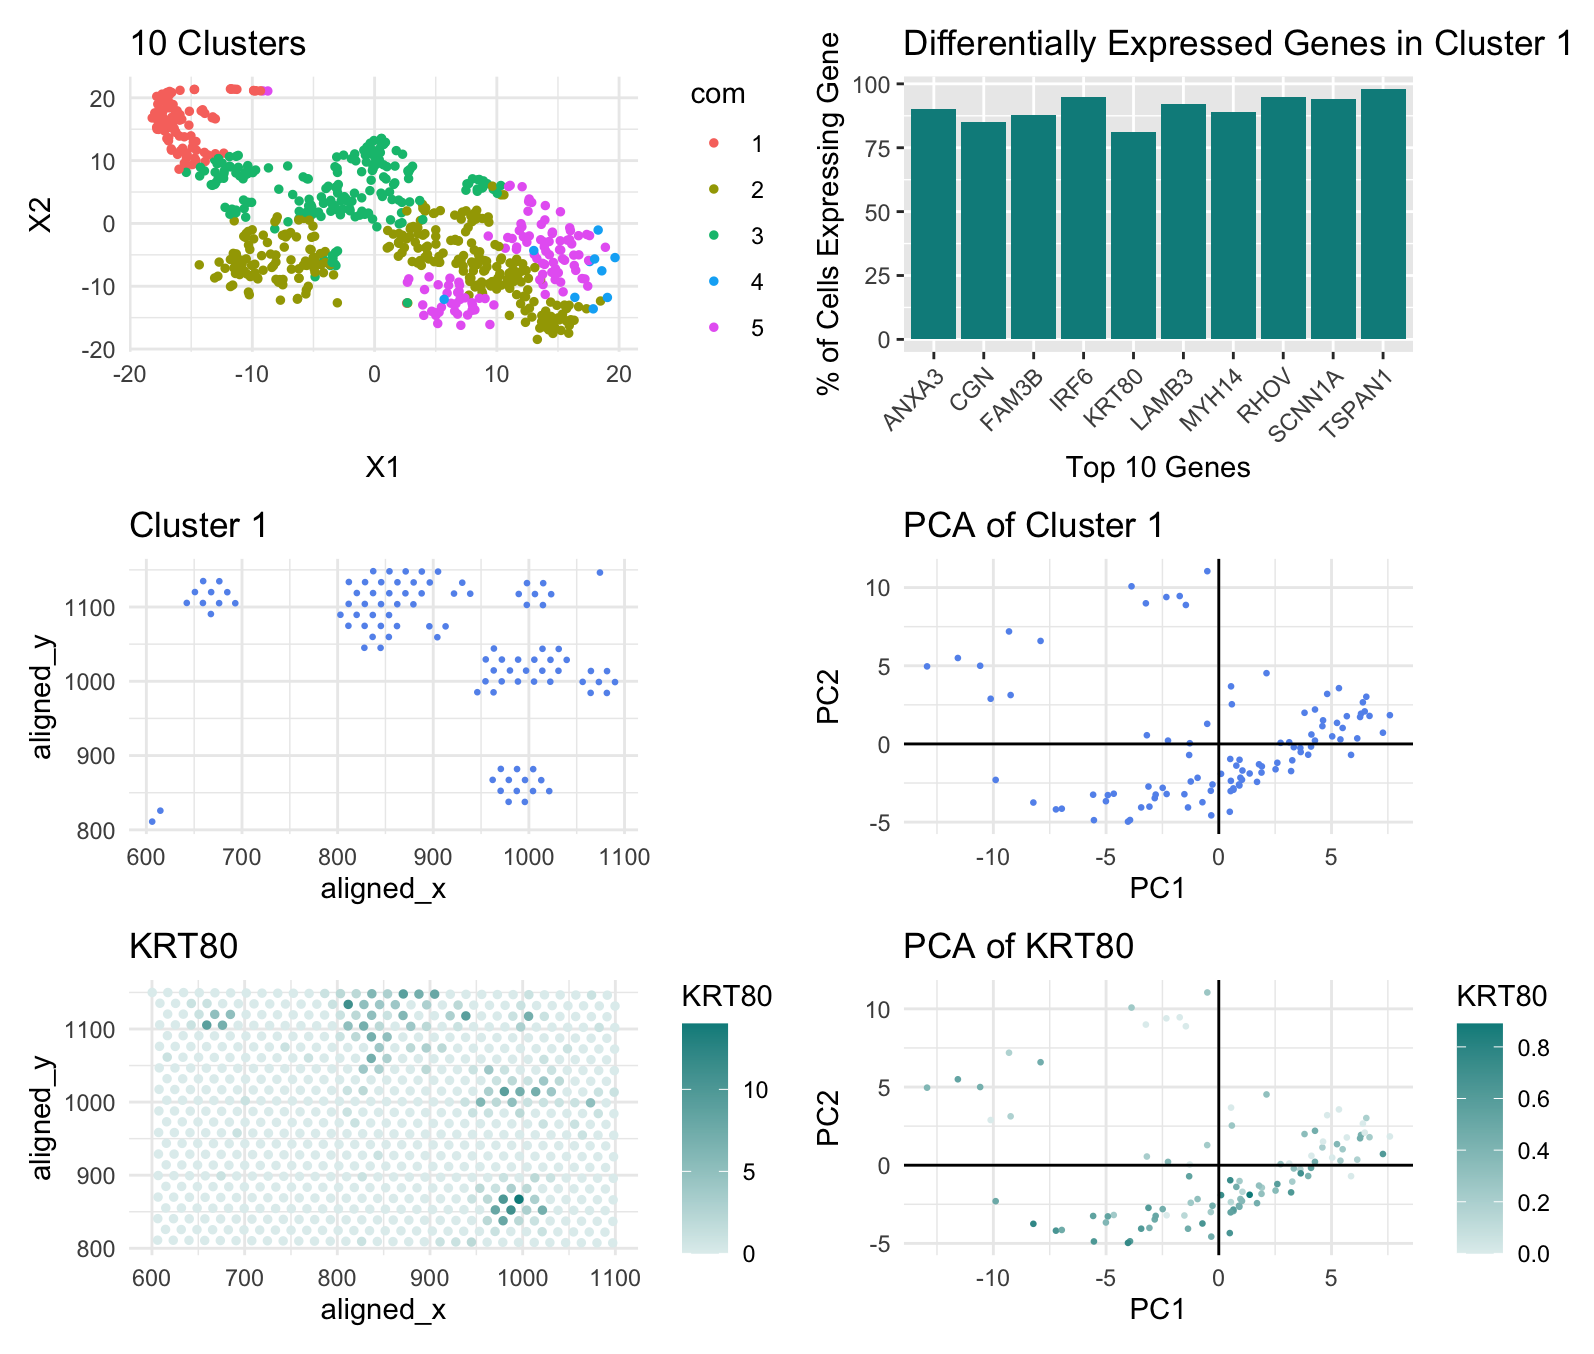 10 Clusters
20
10
0
-10
-20
-20
-10
0
10
20
X2
X1
com
1
2
3
4
5
Differentially Expressed Genes in Cluster 1
% of Cells Expressing Gene
100
75
50
25
0
ANXA3
CGN
FAM3B
IRF6
KRT80
LAMB3
MYH14
RHOV
SCNN1A
TSPAN1
Top 10 Genes
Cluster 1
aligned_y
1100
1000
900
800
600
700
800
900
1000
1100
aligned_x
PCA of Cluster 1
PC2
10
5
0
-5
-10
-5
0
5
PC1
KRT80
aligned_y
1100
1000
900
800
600
700
800
900
1000
1100
aligned_x
KRT80
10
5
0
PCA of KRT80
PC2
10
5
0
-5
-10
-5
0
5
PC1
KRT80
0.8
0.6
0.4
0.2
0.0